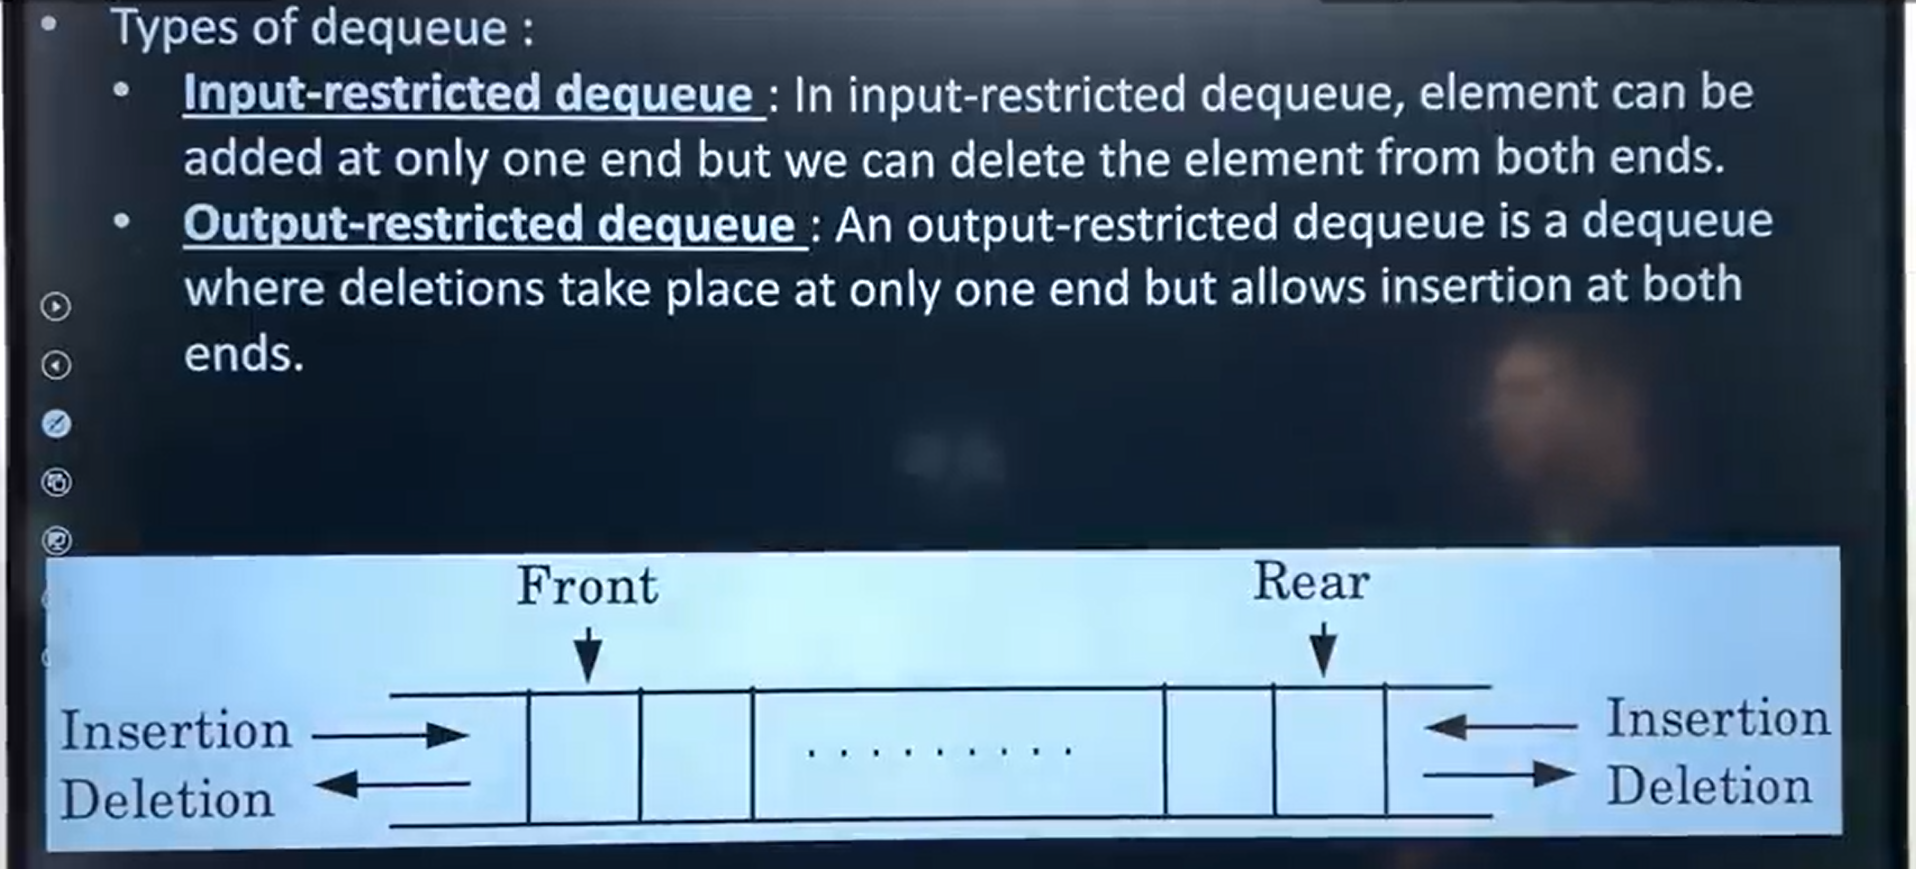 • Types of dequeue :
• Input-restricted dequeue : In input-restricted dequeue, element can be
added at only one end but we can delete the element from both ends.
• Output-restricted dequeue : An output-restricted dequeue is a dequeue
where deletions take place at only one end but allows insertion at both
ends.
Front Rear
Insertion Insertion
. . . . . . . . .
Deletion Deletion